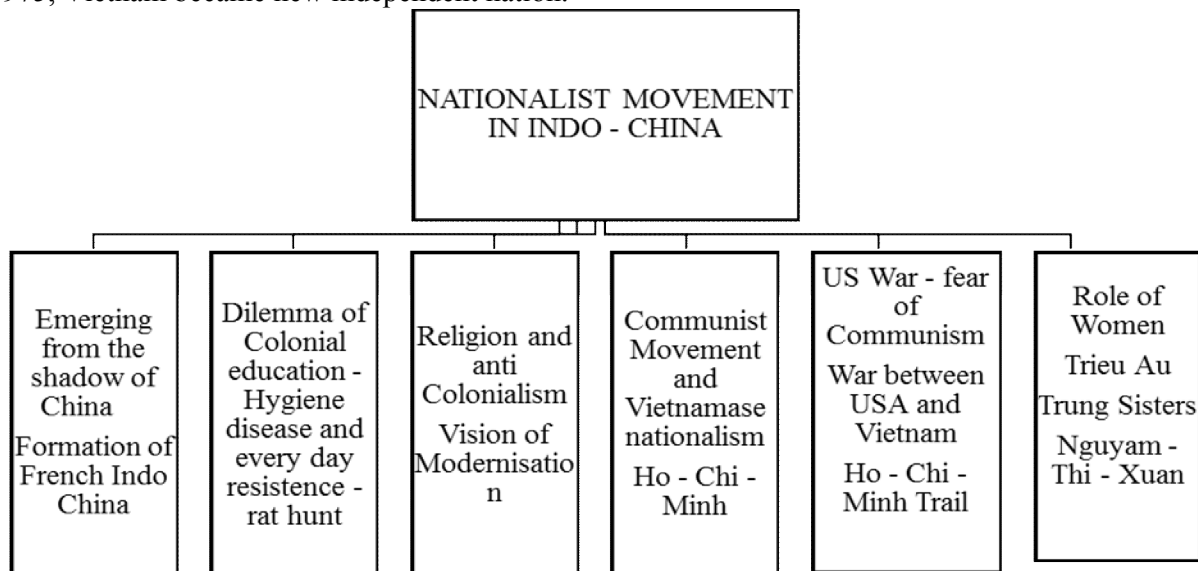 1975, Vietnam became new independent nation.
NATIONALIST MOVEMENT
IN INDO - CHINA
Emerging
from the
shadow of
China
Formation of
French Indo
China
Dilemma of
Colonial
education -
Hygiene
disease and
every day
resistence -
rat hunt
Religion and
anti
Colonialism
Vision of
Modernisatio
n
Communist
Movement
and
Vietnamase
nationalism
Ho - Chi -
Minh
US War - fear
of
Communism
War between
USA and
Vietnam
Ho - Chi -
Minh Trail
Role of
Women
Trieu Au
Trung Sisters
Nguyam -
Thi - Xuan